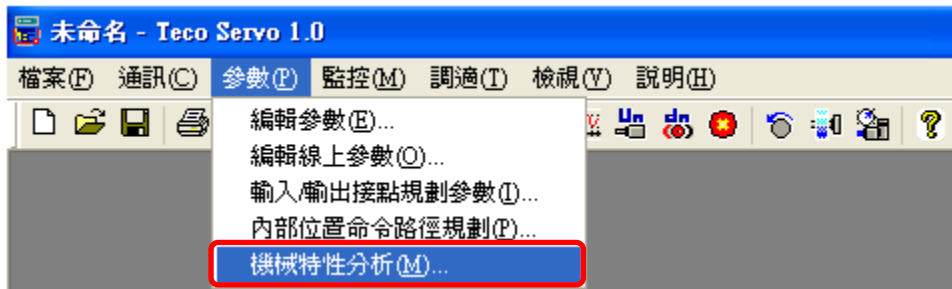 未命名 - Teco Servo 1.0
檔案(F) 通訊(C) 參數(P) 監控(M) 調適(T) 檢視(V) 說明(H)
編輯參數(E)...
編輯線上參數(O)...
輸入/輸出接點規劃參數(I)...
內部位置命令路徑規劃(P)...
機械特性分析(M)...